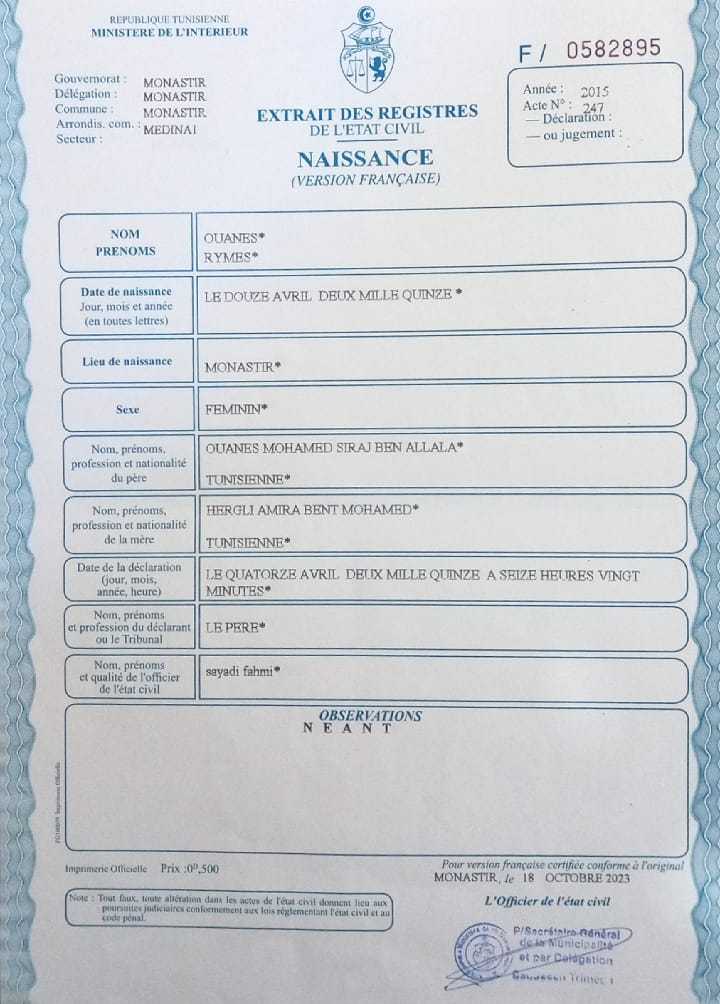 REPUBLIQUE TUNISIENNE
MINISTERE DE L'INTERIEUR
F/ 0582895
Gouvernorat : MONASTIR
Délégation : MONASTIR
Commune : MONASTIR
Arrondis. com. : MEDINA1
Secteur :
Année : 2015
Acte N° : 247
— Déclaration :
— ou jugement :
EXTRAIT DES REGISTRES
DE L'ETAT CIVIL
NAISSANCE
(VERSION FRANÇAISE)
NOM
PRENOMS
OUANES*
RYMES*
Date de naissance
Jour, mois et année
(en toutes lettres)
LE DOUZE AVRIL DEUX MILLE QUINZE *
Lieu de naissance
MONASTIR*
Sexe
FEMININ*
Nom, prénoms,
profession et nationalité
du père
OUANES MOHAMED SIRAJ BEN ALLALA*
TUNISIENNE*
Nom, prénoms,
profession et nationalité
de la mère
HERGLI AMIRA BENT MOHAMED*
TUNISIENNE*
Date de la déclaration
(jour, mois,
année, heure)
LE QUATORZE AVRIL DEUX MILLE QUINZE A SEIZE HEURES VINGT
MINUTES*
Nom, prénoms
et profession du déclarant
ou le Tribunal
LE PERE*
Nom, prénoms
et qualité de l'officier
de l'état civil
sayadi fahmi*
OBSERVATIONS
N E A N T
Imprimerie Officielle Prix :0ᴰ,500
Pour version française certifiée conforme à l'original
MONASTIR, le 18 OCTOBRE 2023
L'Officier de l'état civil
Note : Tout faux, toute altération dans les actes de l'état civil donnent lieu aux
poursuites judiciaires conformement aux lois réglementant l'état civil et au
code pénal.
P/Secrétaire Général
de la Municipalité
et par Délégation